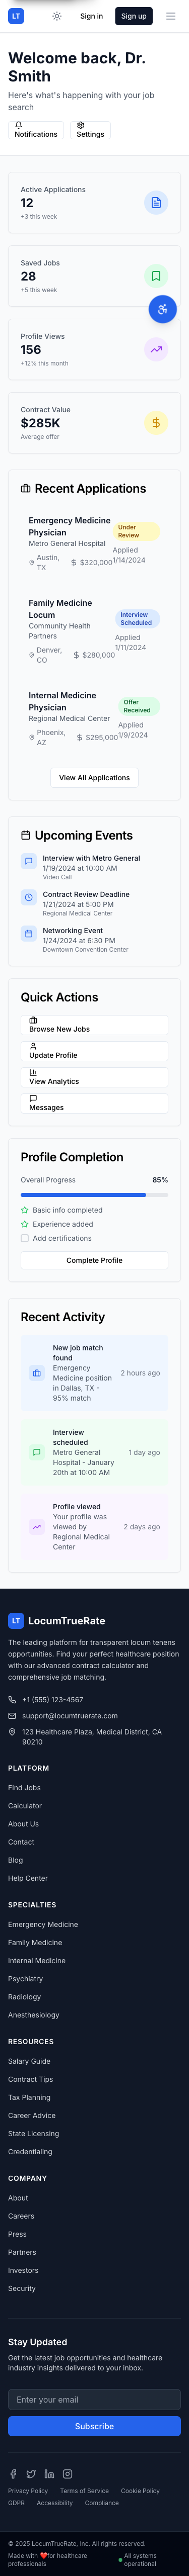 LT
Sign in
Sign up
Welcome back, Dr.
Smith
Here's what's happening with your job
search
Notifications
Settings
Active Applications
12
+3 this week
Saved Jobs
28
+5 this week
Profile Views
156
+12% this month
Contract Value
$285K
Average offer
Recent Applications
Emergency Medicine
Physician
Metro General Hospital
Austin,
TX
$320,000
Under
Review
Applied
1/14/2024
Family Medicine
Locum
Community Health
Partners
Denver,
CO
$280,000
Interview
Scheduled
Applied
1/11/2024
Internal Medicine
Physician
Regional Medical Center
Phoenix,
AZ
$295,000
Offer
Received
Applied
1/9/2024
View All Applications
Upcoming Events
Interview with Metro General
1/19/2024 at 10:00 AM
Video Call
Contract Review Deadline
1/21/2024 at 5:00 PM
Regional Medical Center
Networking Event
1/24/2024 at 6:30 PM
Downtown Convention Center
Quick Actions
Browse New Jobs
Update Profile
View Analytics
Messages
Profile Completion
Overall Progress 85%
Basic info completed
Experience added
Add certifications
Complete Profile
Recent Activity
New job match
found
Emergency
Medicine position
in Dallas, TX -
95% match
2 hours ago
Interview
scheduled
Metro General
Hospital - January
20th at 10:00 AM
1 day ago
Profile viewed
Your profile was
viewed by
Regional Medical
Center
2 days ago
LT LocumTrueRate
The leading platform for transparent locum tenens
opportunities. Find your perfect healthcare position
with our advanced contract calculator and
comprehensive job matching.
+1 (555) 123-4567
support@locumtruerate.com
123 Healthcare Plaza, Medical District, CA
90210
PLATFORM
Find Jobs
Calculator
About Us
Contact
Blog
Help Center
SPECIALTIES
Emergency Medicine
Family Medicine
Internal Medicine
Psychiatry
Radiology
Anesthesiology
RESOURCES
Salary Guide
Contract Tips
Tax Planning
Career Advice
State Licensing
Credentialing
COMPANY
About
Careers
Press
Partners
Investors
Security
Stay Updated
Get the latest job opportunities and healthcare
industry insights delivered to your inbox.
Enter your email
Subscribe
Privacy Policy Terms of Service Cookie Policy
GDPR Accessibility Compliance
© 2025 LocumTrueRate, Inc. All rights reserved.
Made with ❤️for healthcare
professionals
All systems
operational